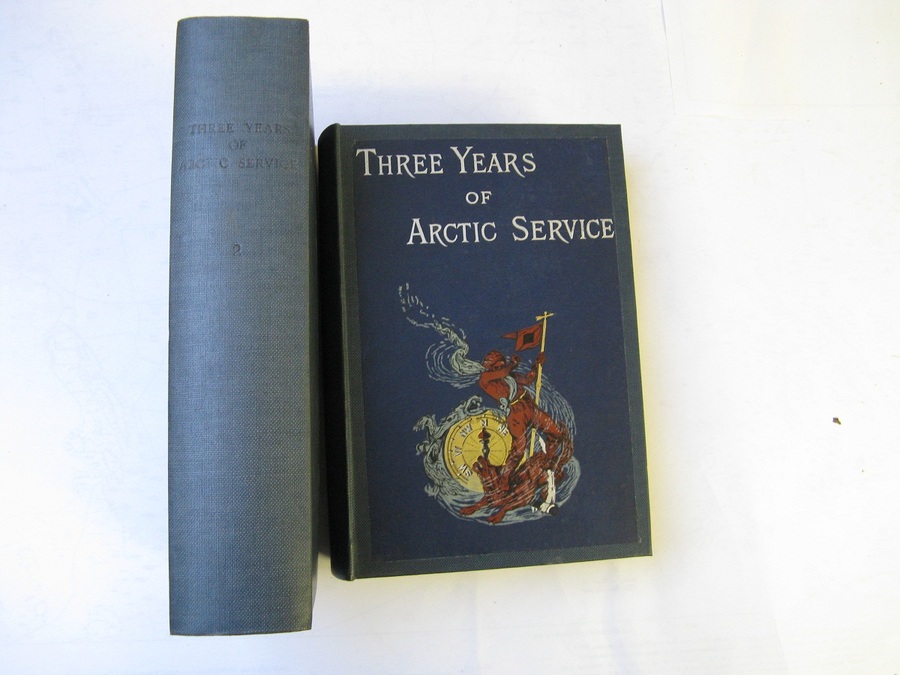 THREE YEARS
OF
ARCTIC SERVICE
2
THREE YEARS
OF
ARCTIC SERVICE